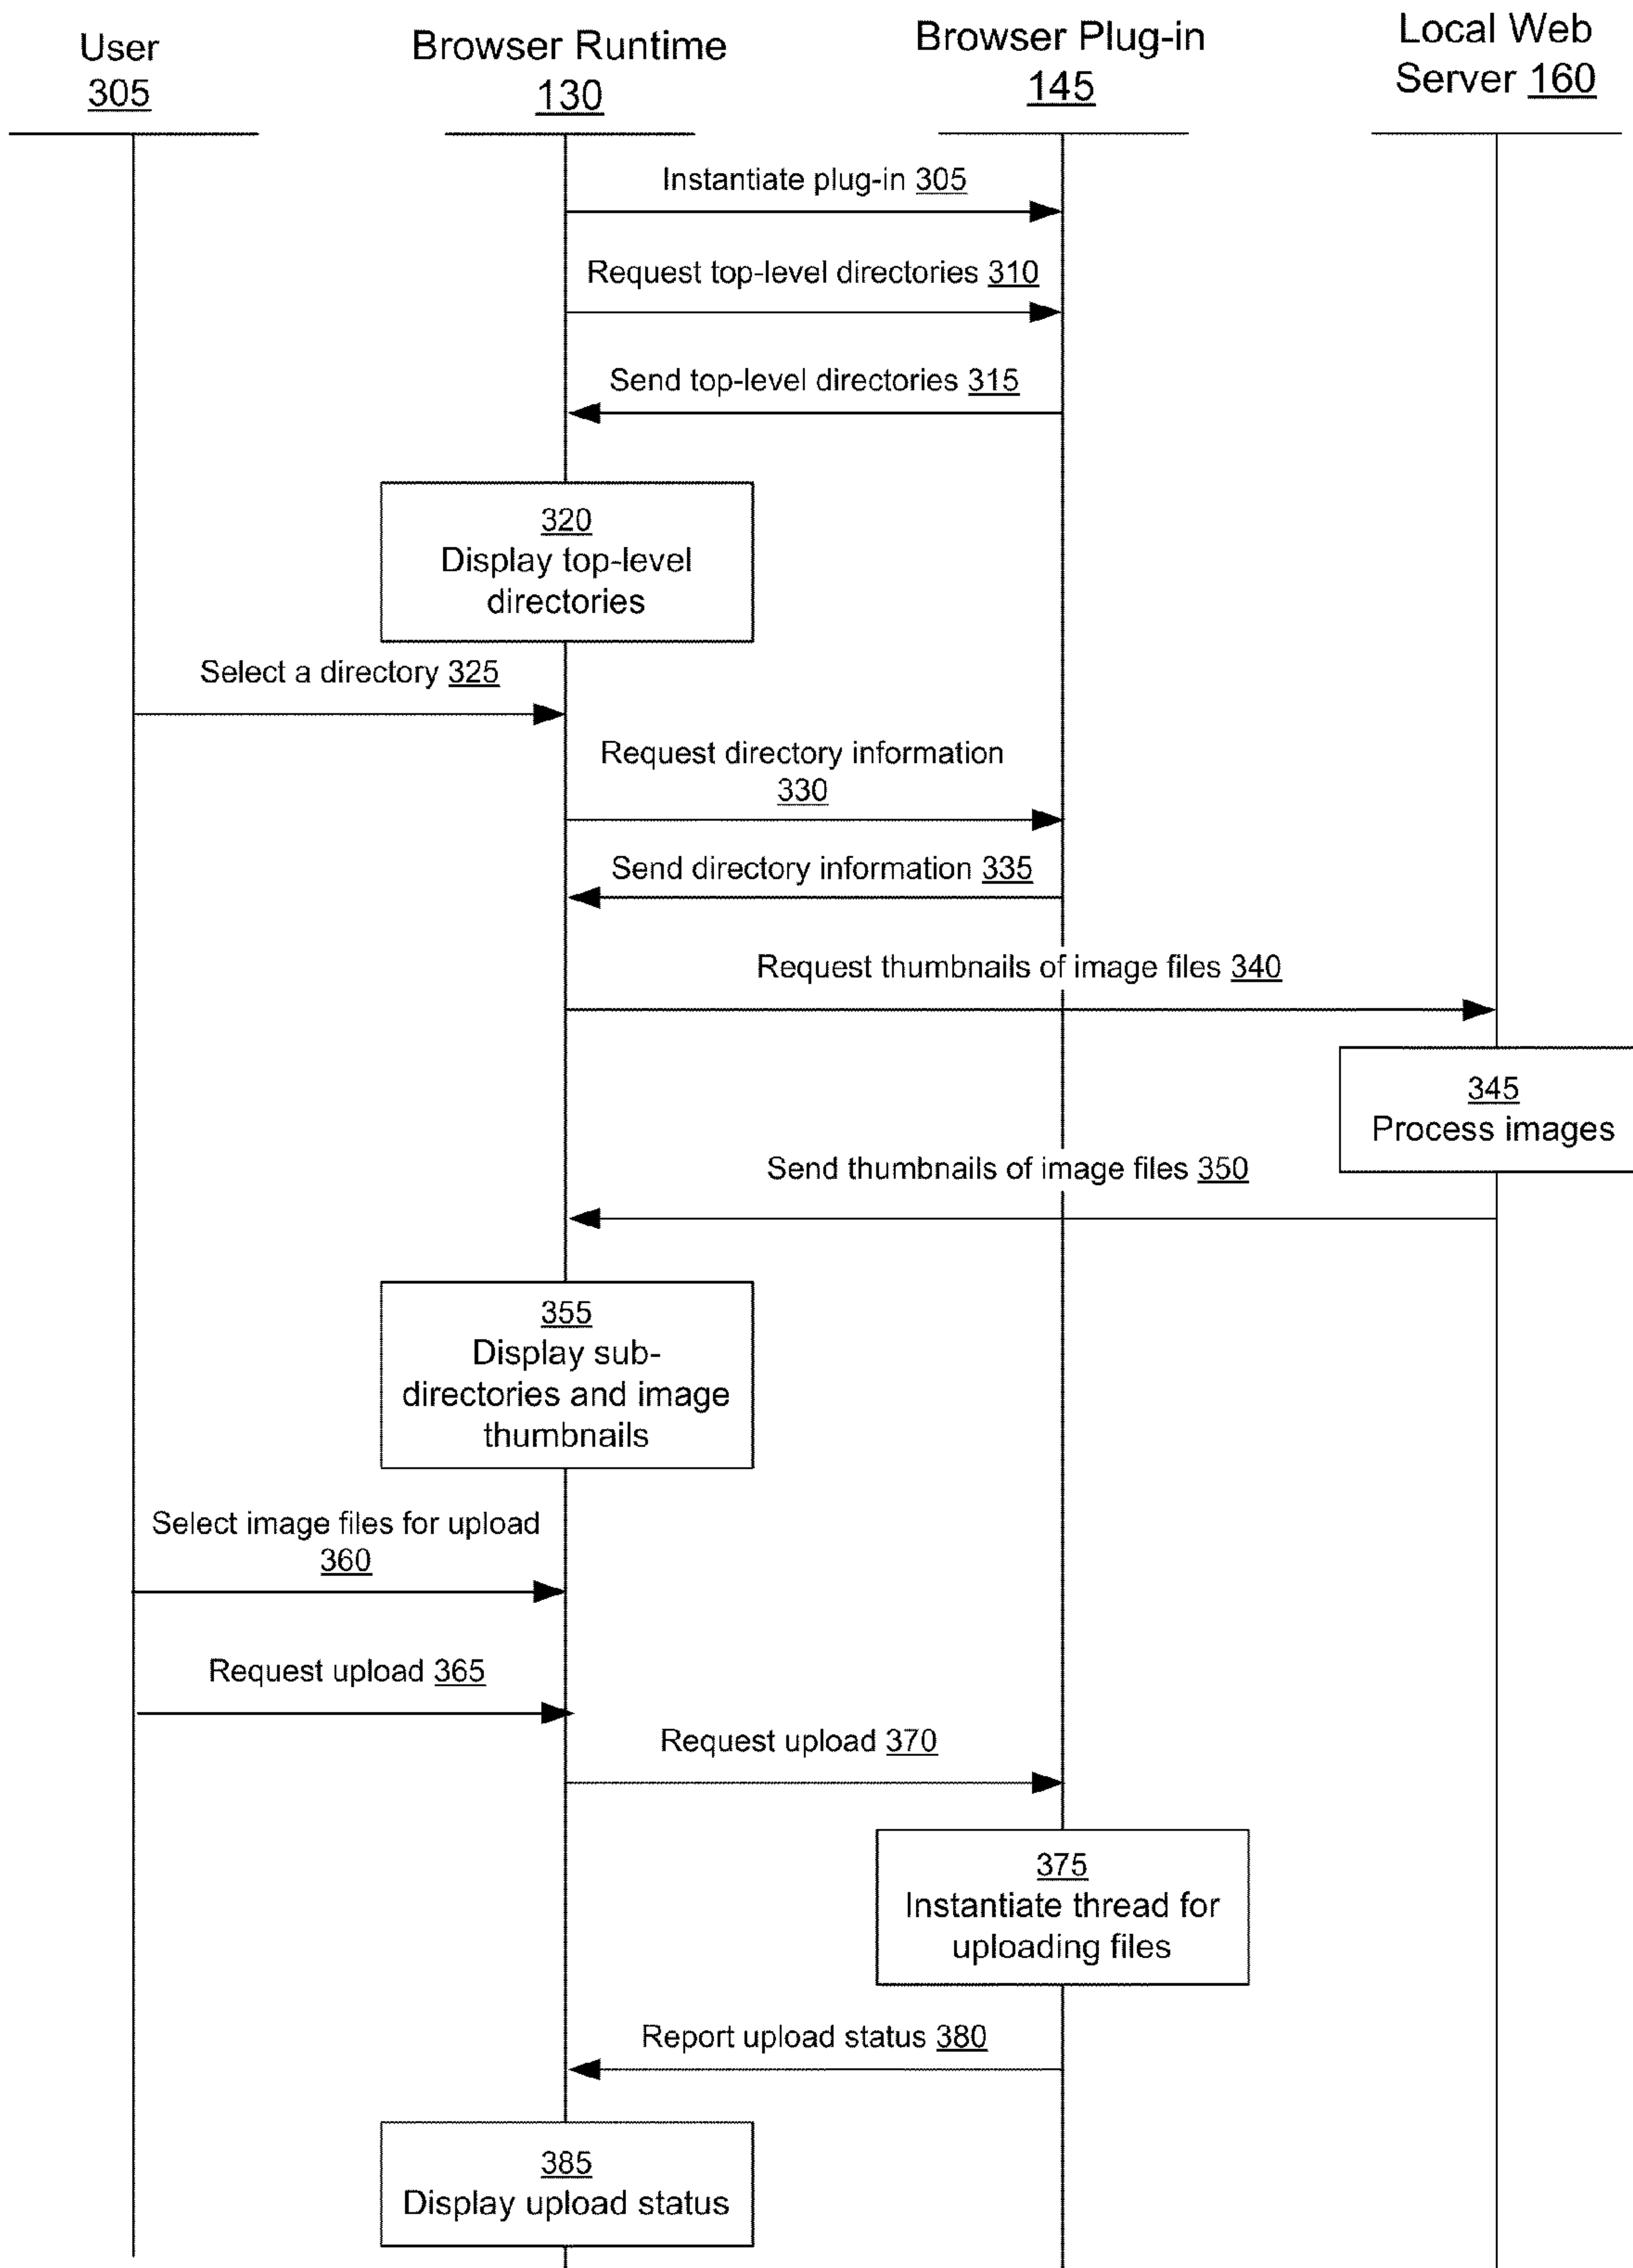 User
305
Browser Runtime
130
Browser Plug-in
145
Local Web
Server 160
Instantiate plug-in 305
Request top-level directories 310
Send top-level directories 315
320
Display top-level
directories
Select a directory 325
Request directory information
330
Send directory information 335
Request thumbnails of image files 340
345
Process images
Send thumbnails of image files 350
355
Display sub-
directories and image
thumbnails
Select image files for upload
360
Request upload 365
Request upload 370
375
Instantiate thread for
uploading files
Report upload status 380
385
Display upload status